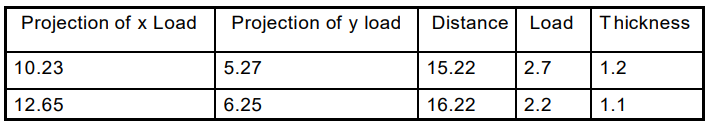 Projection of x Load Projection of y load Distance Load Thickness
10.23 5.27 15.22 2.7 1.2
12.65 6.25 16.22 2.2 1.1